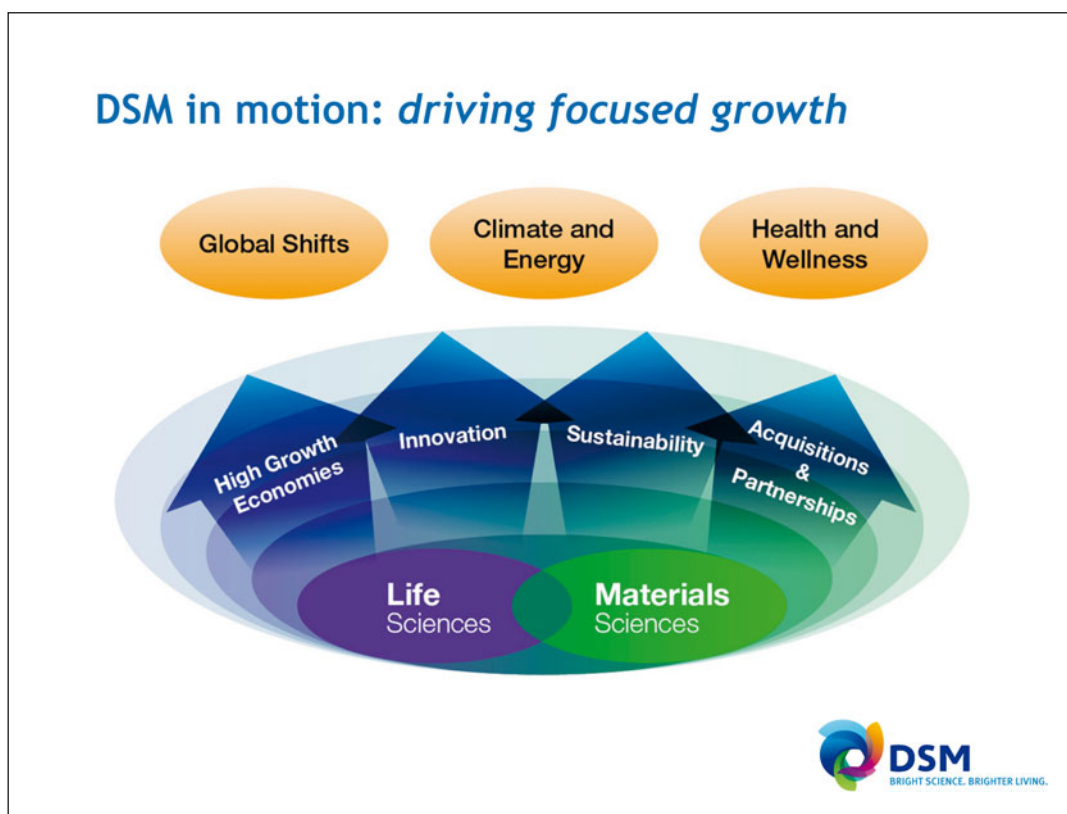 DSM in motion: driving focused growth
Global Shifts
Climate and
Energy
Health and
Wellness
High Growth
Economies
Innovation
Sustainability
Acquisitions
&
Partnerships
Life
Sciences
Materials
Sciences
DSM
BRIGHT SCIENCE. BRIGHTER LIVING.